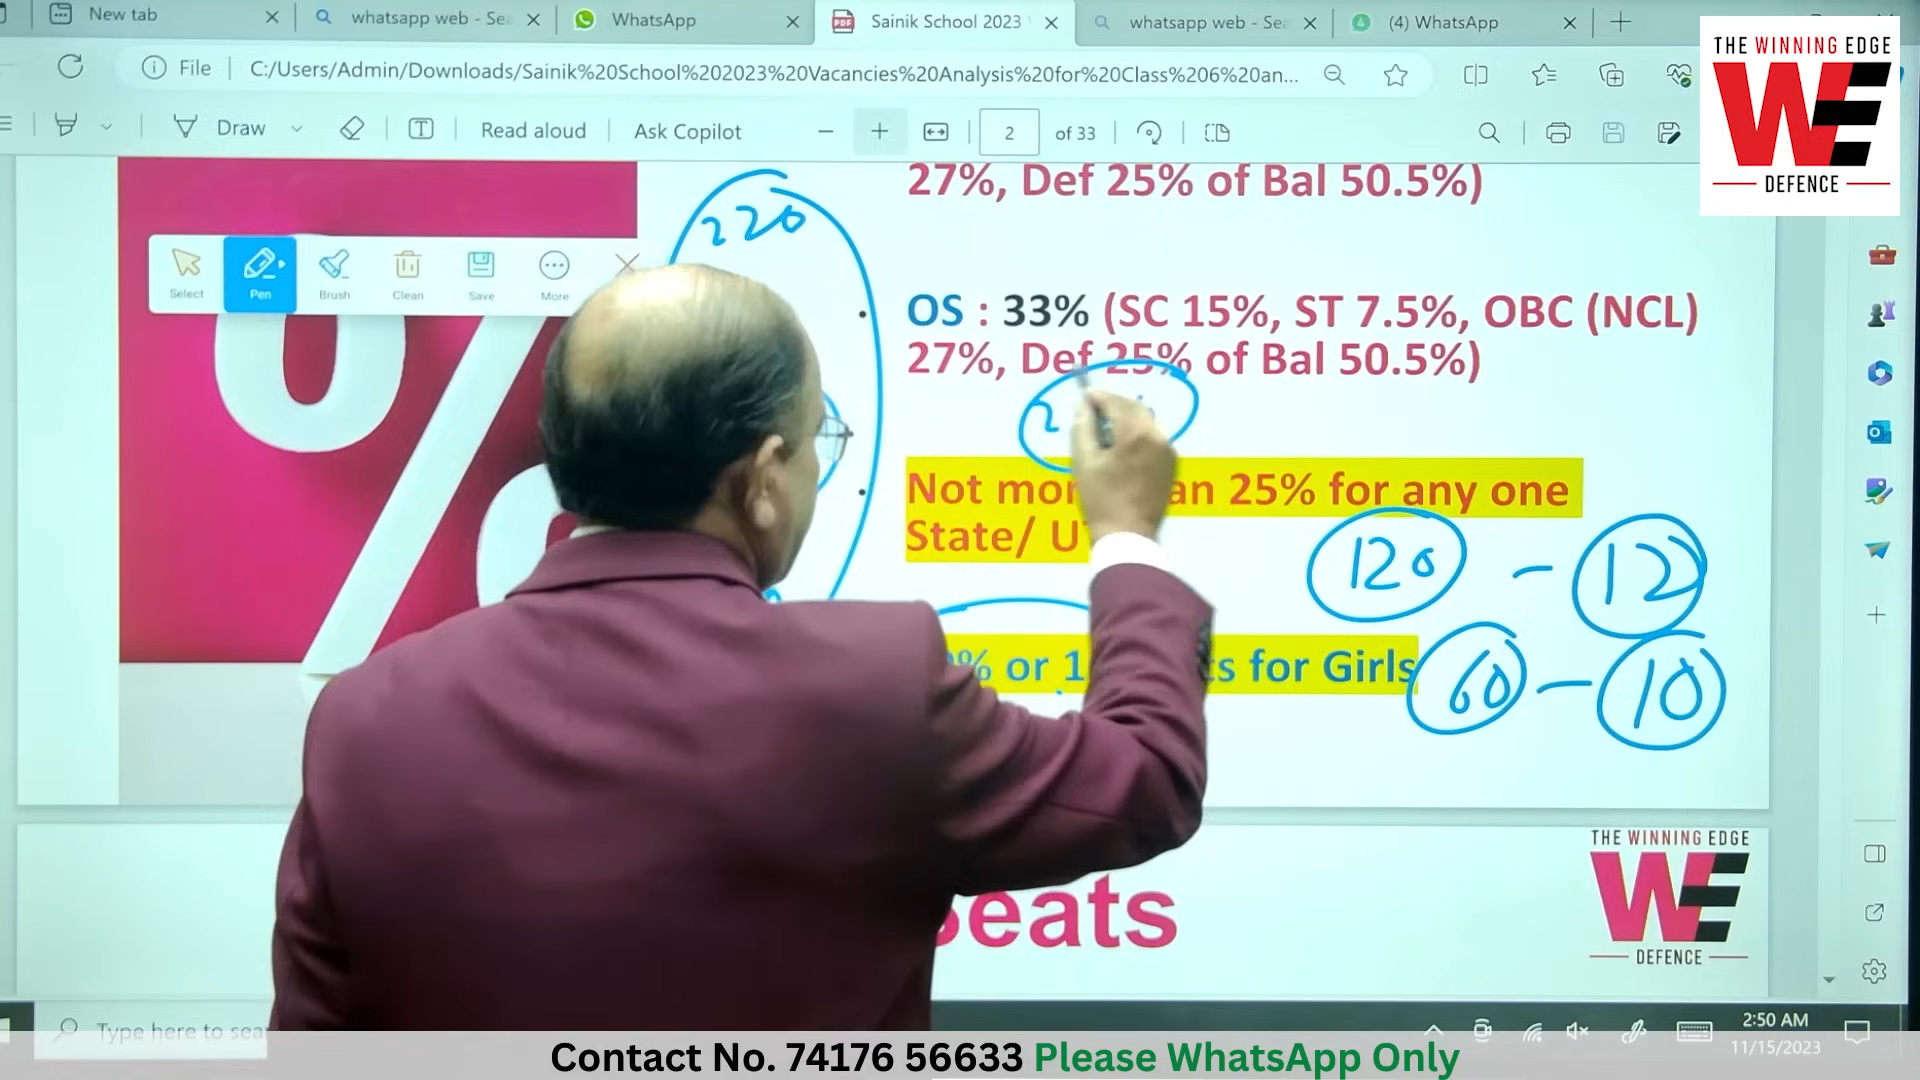 New tab
whatsapp web - Se
WhatsApp
Sainik School 2023
whatsapp web - Sea
(4) WhatsApp
File
C:/Users/Admin/Downloads/Sainik%20School%202023%20Vacancies%20Analysis%20for%20Class%206%20an...
THE WINNING EDGE
WE
DEFENCE
Draw
Read aloud
Ask Copilot
2
of 33
27%, Def 25% of Bal 50.5%)
220
Select
Pen
Brush
Clean
Save
More
OS : 33% (SC 15%, ST 7.5%, OBC (NCL)
27%, Def 25% of Bal 50.5%)
Not
25% for any one
State/
120 - 12
% or 1
for Girls
60 - 10
THE WINNING EDGE
WE
DEFENCE
eats
Type here to sea
2:50 AM
11/15/2023
Contact No. 74176 56633 Please WhatsApp Only